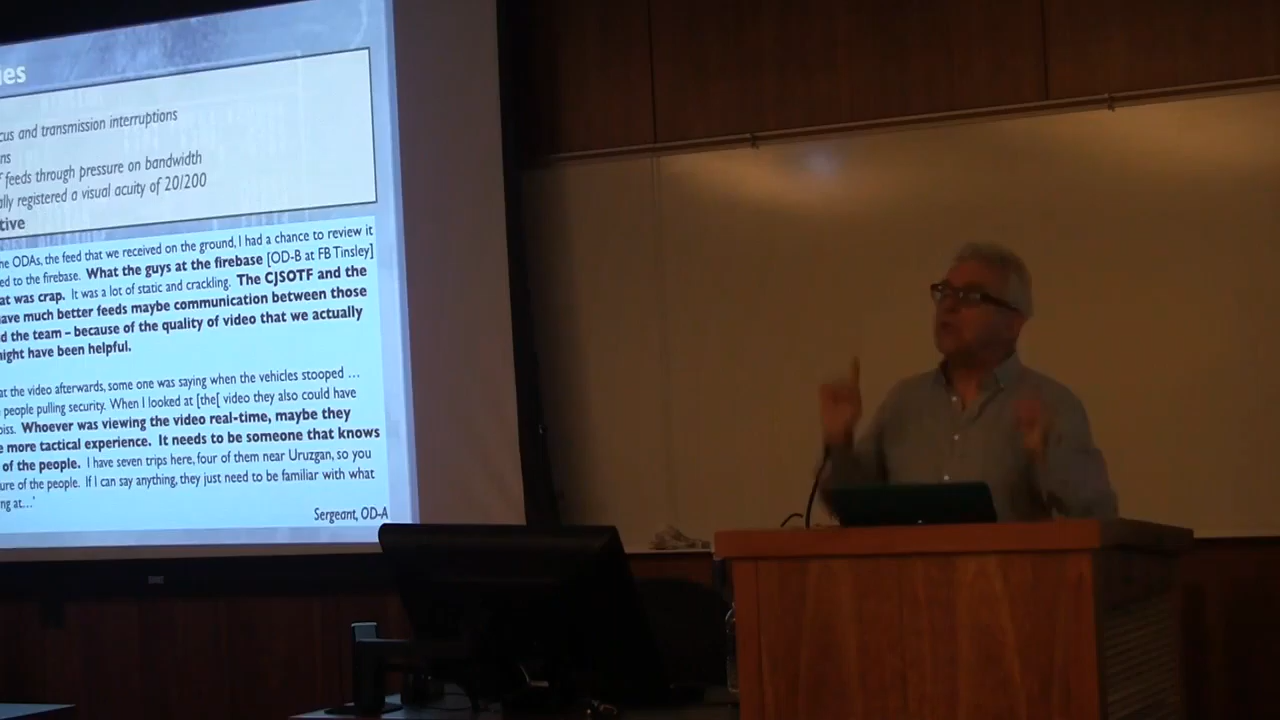 ies
cus and transmission interruptions
ns
f feeds through pressure on bandwidth
ally registered a visual acuity of 20/200
tive
he ODAs, the feed that we received on the ground, I had a chance to review it
ed to the firebase. What the guys at the firebase [OD-B at FB Tinsley]
at was crap. It was a lot of static and crackling. The CJSOTF and the
ave much better feeds maybe communication between those
d the team – because of the quality of video that we actually
ight have been helpful.
at the video afterwards, some one was saying when the vehicles stooped …
people pulling security. When I looked at [the[ video they also could have
piss. Whoever was viewing the video real-time, maybe they
e more tactical experience. It needs to be someone that knows
of the people. I have seven trips here, four of them near Uruzgan, so you
ure of the people. If I can say anything, they just need to be familiar with what
ng at…'
Sergeant, OD-A